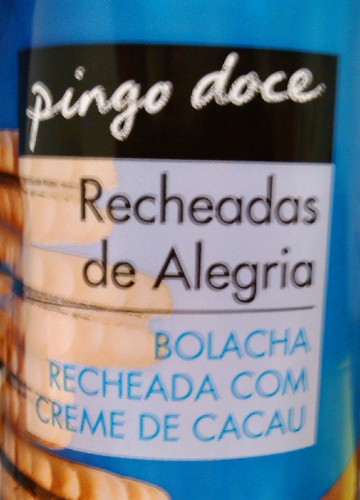 pingo doce
Recheadas
de Alegria
BOLACHA
RECHEADA COM
CREME DE CACAU